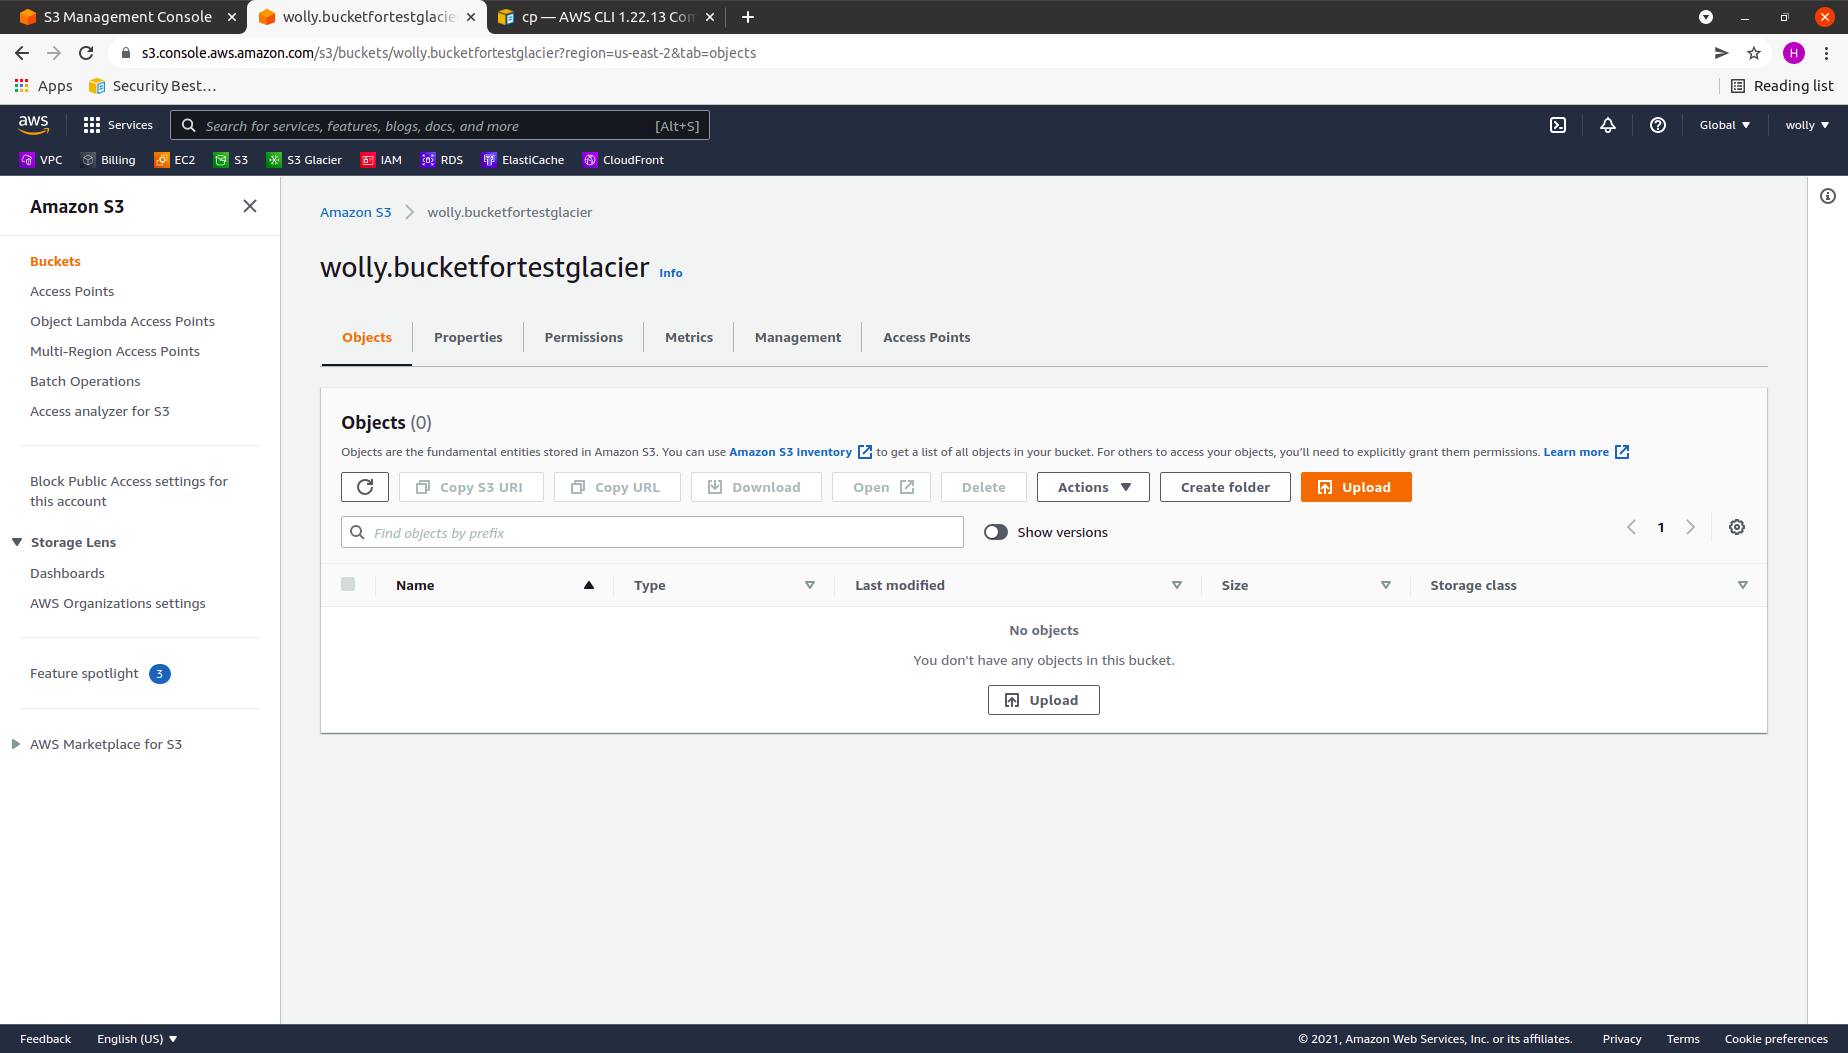 S3 Management Console
wolly.bucketfortestglacie
cp — AWS CLI 1.22.13 Com
s3.console.aws.amazon.com/s3/buckets/wolly.bucketfortestglacier?region=us-east-2&tab=objects
H
Apps
Security Best…
Reading list
aws
Services
Search for services, features, blogs, docs, and more
[Alt+S]
Global
wolly
VPC
Billing
EC2
S3
S3 Glacier
IAM
RDS
ElastiCache
CloudFront
Amazon S3
Buckets
Access Points
Object Lambda Access Points
Multi-Region Access Points
Batch Operations
Access analyzer for S3
Block Public Access settings for
this account
Storage Lens
Dashboards
AWS Organizations settings
Feature spotlight 3
AWS Marketplace for S3
Amazon S3 > wolly.bucketfortestglacier
wolly.bucketfortestglacier Info
Objects
Properties
Permissions
Metrics
Management
Access Points
Objects (0)
Objects are the fundamental entities stored in Amazon S3. You can use Amazon S3 inventory to get a list of all objects in your bucket. For others to access your objects, you'll need to explicitly grant them permissions. Learn more
Copy S3 URI
Copy URL
Download
Open
Delete
Actions
Create folder
Upload
Find objects by prefix
Show versions
1
Name
Type
Last modified
Size
Storage class
No objects
You don't have any objects in this bucket.
Upload
Feedback
English (US)
© 2021, Amazon Web Services, Inc. or its affiliates.
Privacy
Terms
Cookie preferences